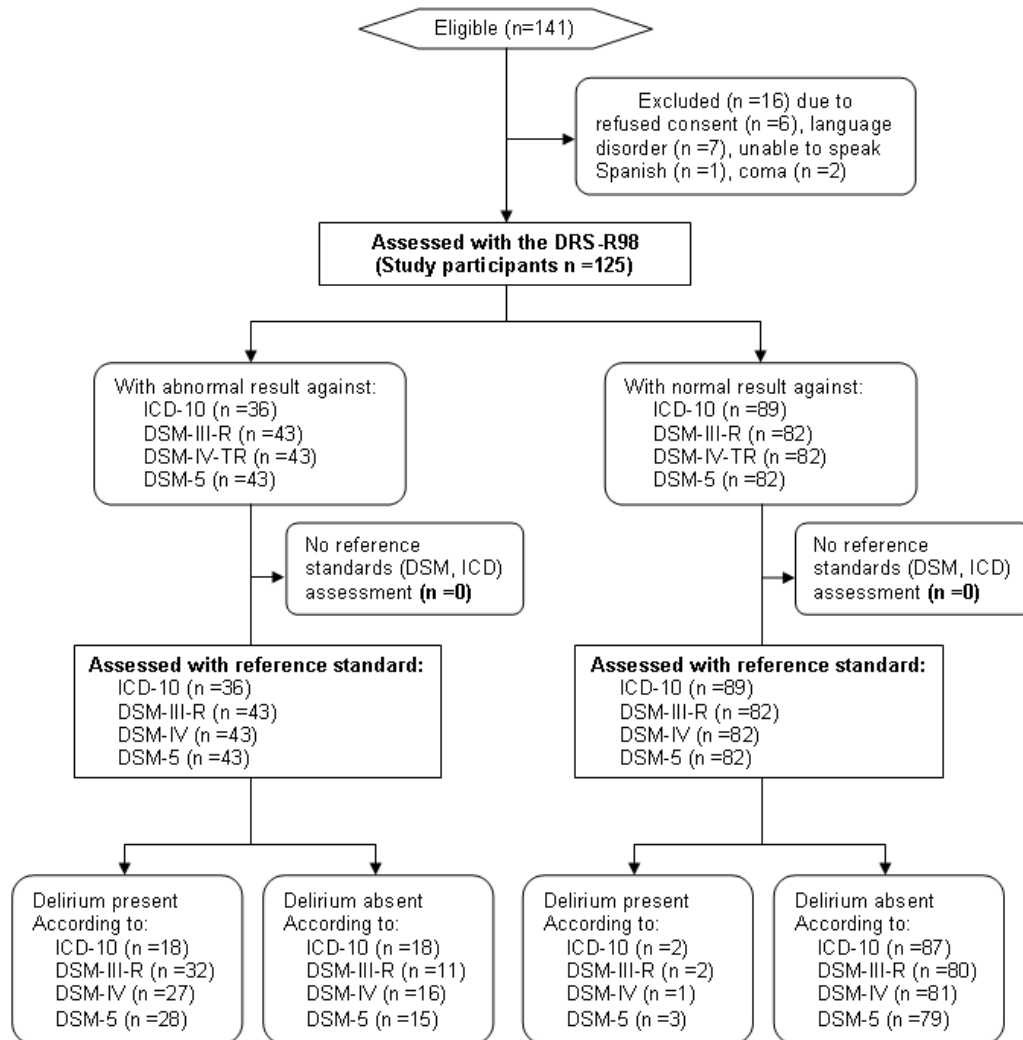 Eligible (n=141)
Excluded (n =16) due to
refused consent (n =6), language
disorder (n =7), unable to speak
Spanish (n =1), coma (n =2)
Assessed with the DRS-R98
(Study participants n =125)
With abnormal result against:
ICD-10 (n =36)
DSM-III-R (n =43)
DSM-IV-TR (n =43)
DSM-5 (n =43)
With normal result against:
ICD-10 (n =89)
DSM-III-R (n =82)
DSM-IV-TR (n =82)
DSM-5 (n =82)
No reference
standards (DSM, ICD)
assessment (n =0)
No reference
standards (DSM, ICD)
assessment (n =0)
Assessed with reference standard:
ICD-10 (n =36)
DSM-III-R (n =43)
DSM-IV (n =43)
DSM-5 (n =43)
Assessed with reference standard:
ICD-10 (n =89)
DSM-III-R (n =82)
DSM-IV (n =82)
DSM-5 (n =82)
Delirium present
According to:
ICD-10 (n =18)
DSM-III-R (n =32)
DSM-IV (n =27)
DSM-5 (n =28)
Delirium absent
According to:
ICD-10 (n =18)
DSM-III-R (n =11)
DSM-IV (n =16)
DSM-5 (n =15)
Delirium present
According to:
ICD-10 (n =2)
DSM-III-R (n =2)
DSM-IV (n =1)
DSM-5 (n =3)
Delirium absent
According to:
ICD-10 (n =87)
DSM-III-R (n =80)
DSM-IV (n =81)
DSM-5 (n =79)